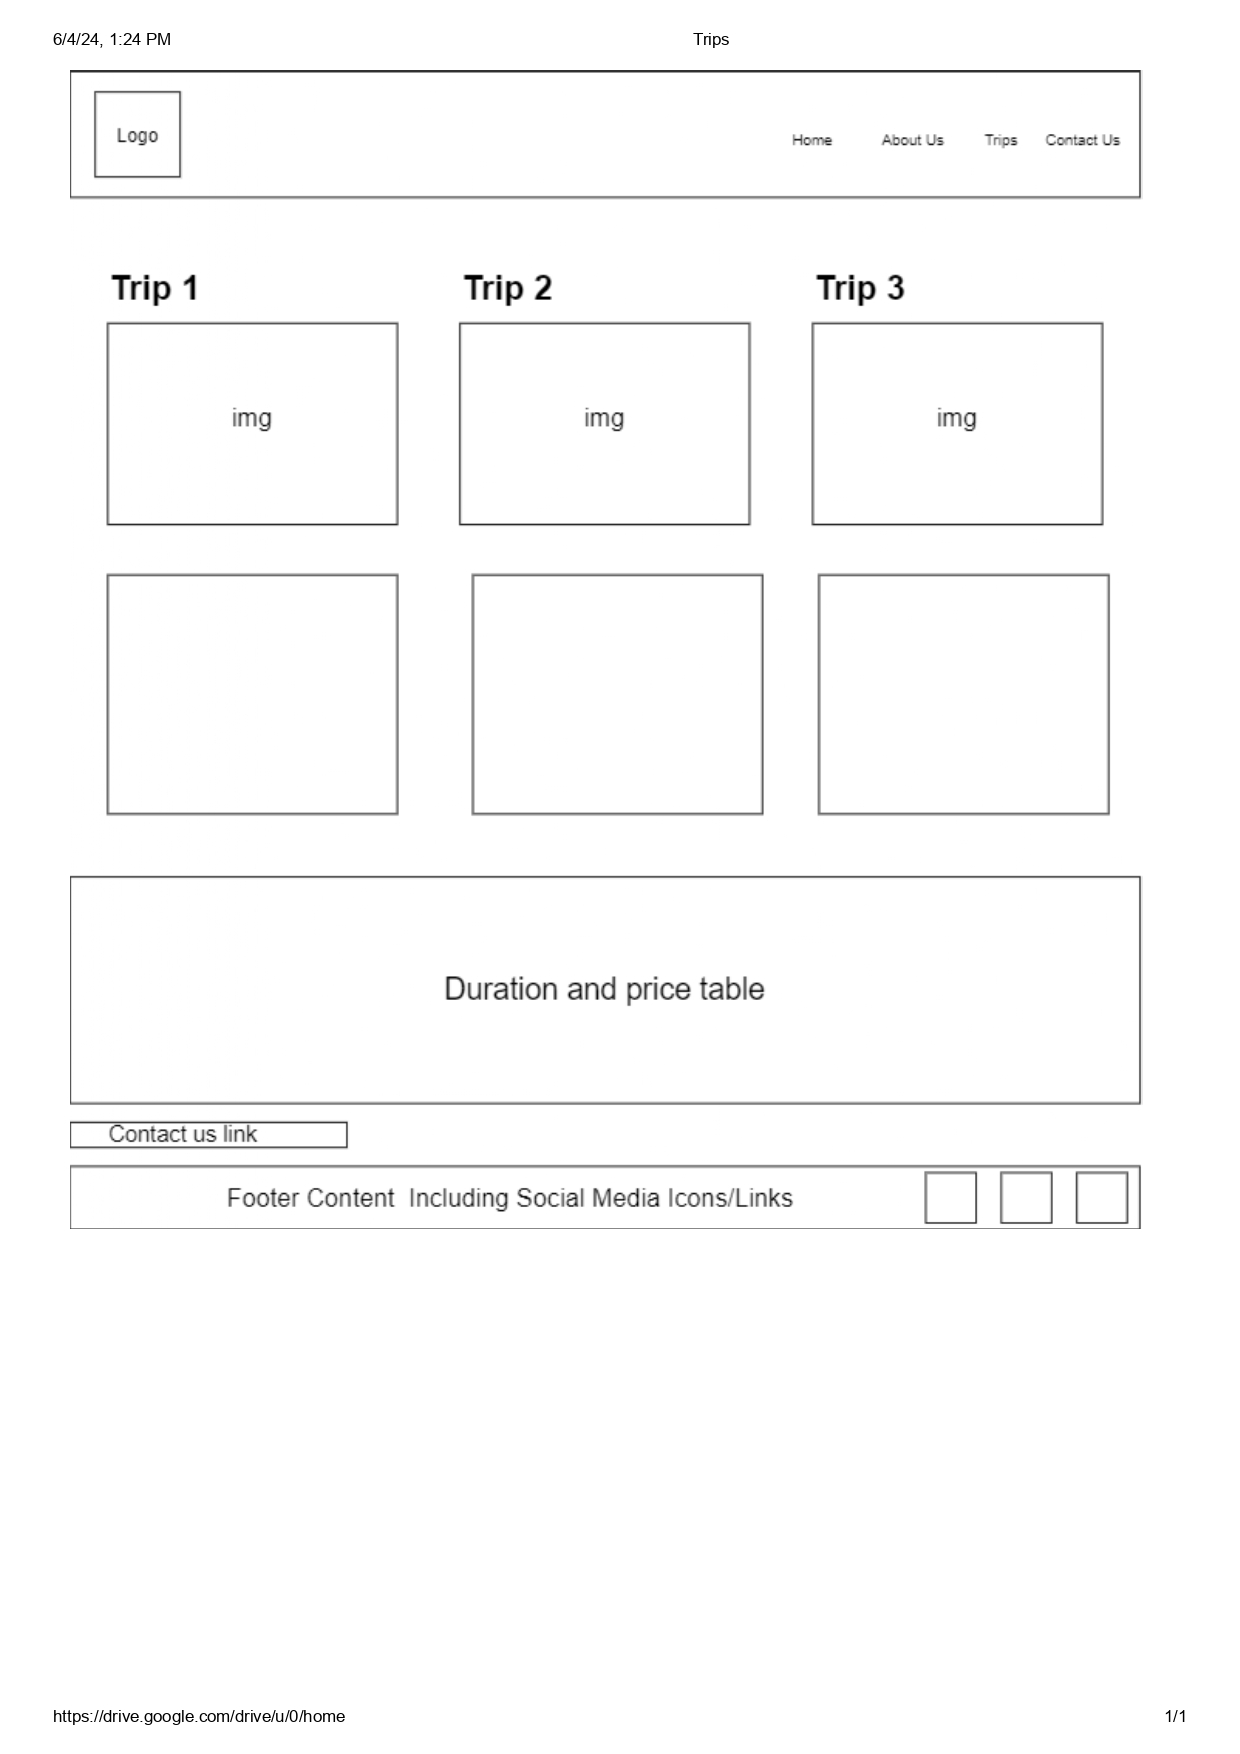 6/4/24, 1:24 PM Trips
Logo
Home About Us Trips Contact Us
Trip 1 Trip 2 Trip 3
img img img
Duration and price table
Contact us link
Footer Content Including Social Media Icons/Links
https://drive.google.com/drive/u/0/home 1/1